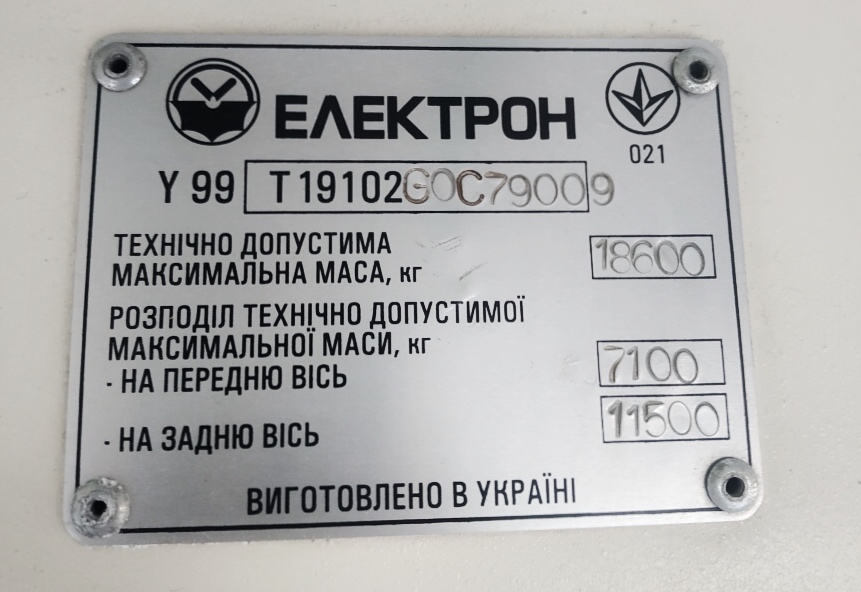 ЕЛЕКТРОН
021
Y 99 T19102G0C79009
ТЕХНІЧНО ДОПУСТИМА
МАКСИМАЛЬНА МАСА, кг 18600
РОЗПОДІЛ ТЕХНІЧНО ДОПУСТИМОЇ
МАКСИМАЛЬНОЇ МАСИ, кг
- НА ПЕРЕДНЮ ВІСЬ 7100
- НА ЗАДНЮ ВІСЬ 11500
ВИГОТОВЛЕНО В УКРАЇНІ